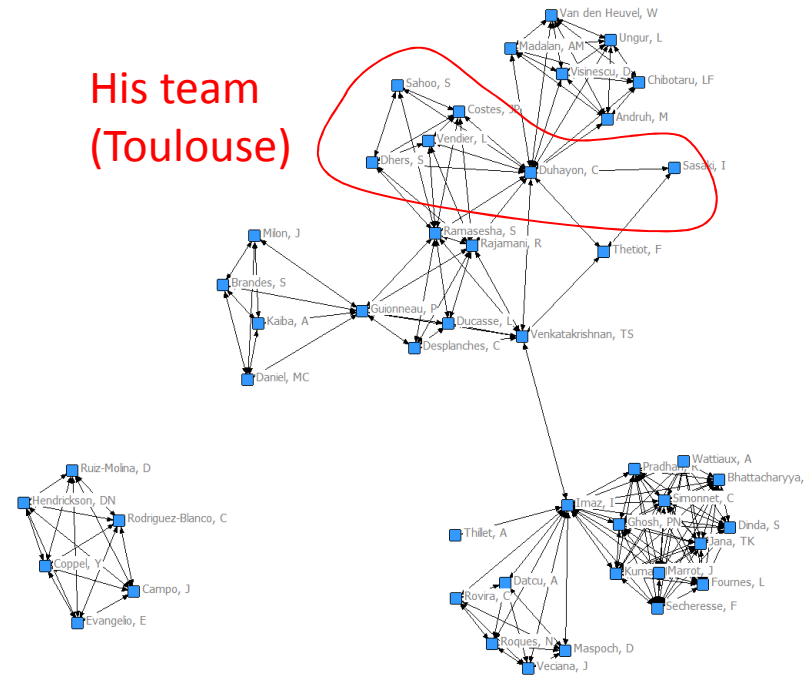 Van den Heuvel, W
Ungur, L
Madalan, AM
Visinescu, D
Chibotaru, LF
Andruh, M
His team
(Toulouse)
Sahoo, S
Costes, JP
Vendier, L
Dhers, S
Duhayon, C
Sasaki, I
Ramasesha, S
Rajamani, R
Thetiot, F
Milon, J
Brandes, S
Kaiba, A
Guionneau, P
Ducasse, L
Venkatakrishnan, TS
Desplanches, C
Daniel, MC
Ruiz-Molina, D
Hendrickson, DN
Rodriguez-Blanco, C
Coppel, Y
Campo, J
Evangelio, E
Wattiaux, A
Pradhan, R
Bhattacharyya,
Simonnet, C
Imaz, I
Ghosh, PN
Dinda, S
Thillet, A
Jana, TK
Kuma
Marrot, J
Fournes, L
Secheresse, F
Datcu, A
Rovira, C
Roques, N
Maspoch, D
Veciana, J